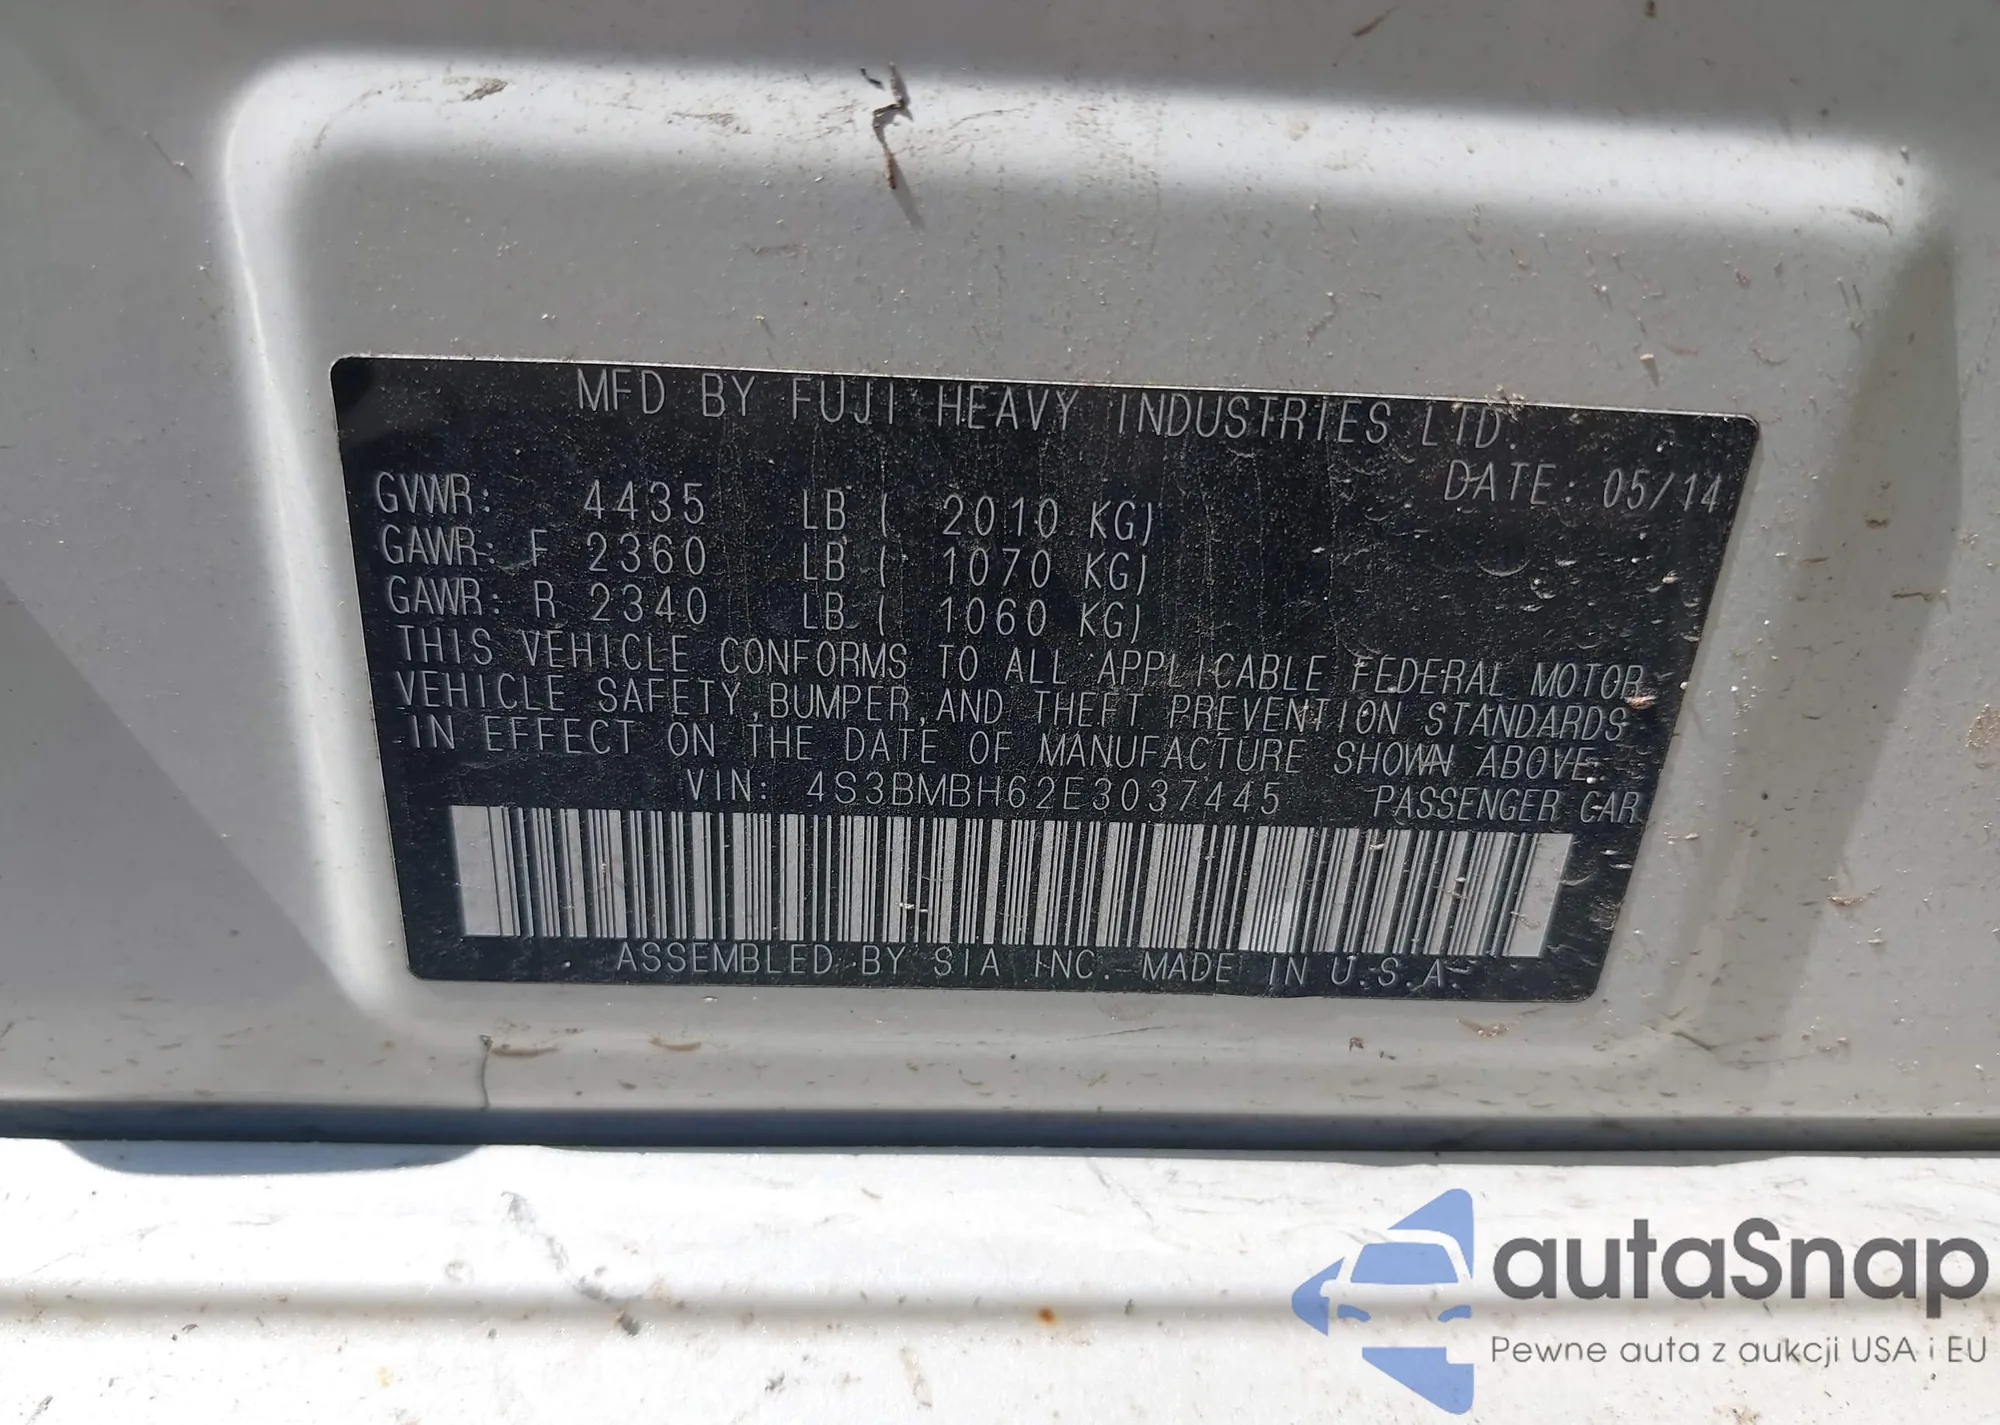 MFD BY FUJI HEAVY INDUSTRIES LTD.
DATE: 05/14
GVWR: 4435 LB ( 2010 KG)
GAWR: F 2360 LB ( 1070 KG)
GAWR: R 2340 LB ( 1060 KG)
THIS VEHICLE CONFORMS TO ALL APPLICABLE FEDERAL MOTOR
VEHICLE SAFETY, BUMPER, AND THEFT PREVENTION STANDARDS
IN EFFECT ON THE DATE OF MANUFACTURE SHOWN ABOVE.
VIN: 4S3BMBH62E3037445 PASSENGER CAR
ASSEMBLED BY SIA INC. MADE IN U.S.A.
autaSnap
Pewne auta z aukcji USA i EU